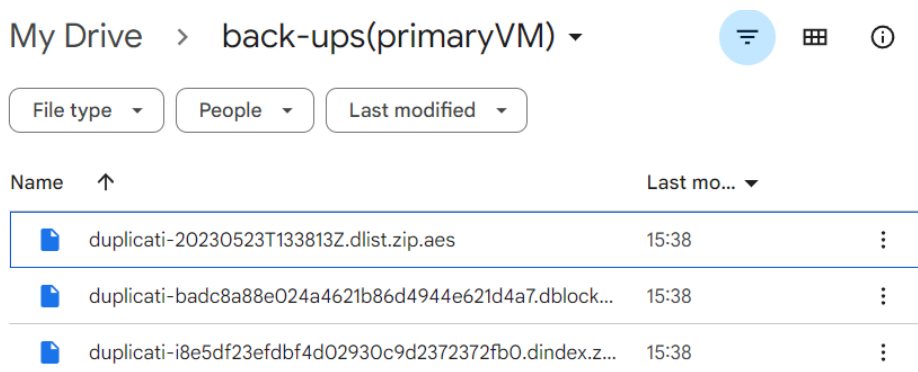 My Drive > back-ups(primaryVM)
File type People Last modified
Name Last mo...
duplicati-20230523T133813Z.dlist.zip.aes 15:38
duplicati-badc8a88e024a4621b86d4944e621d4a7.dblock... 15:38
duplicati-i8e5df23efdbf4d02930c9d2372372fb0.dindex.z... 15:38